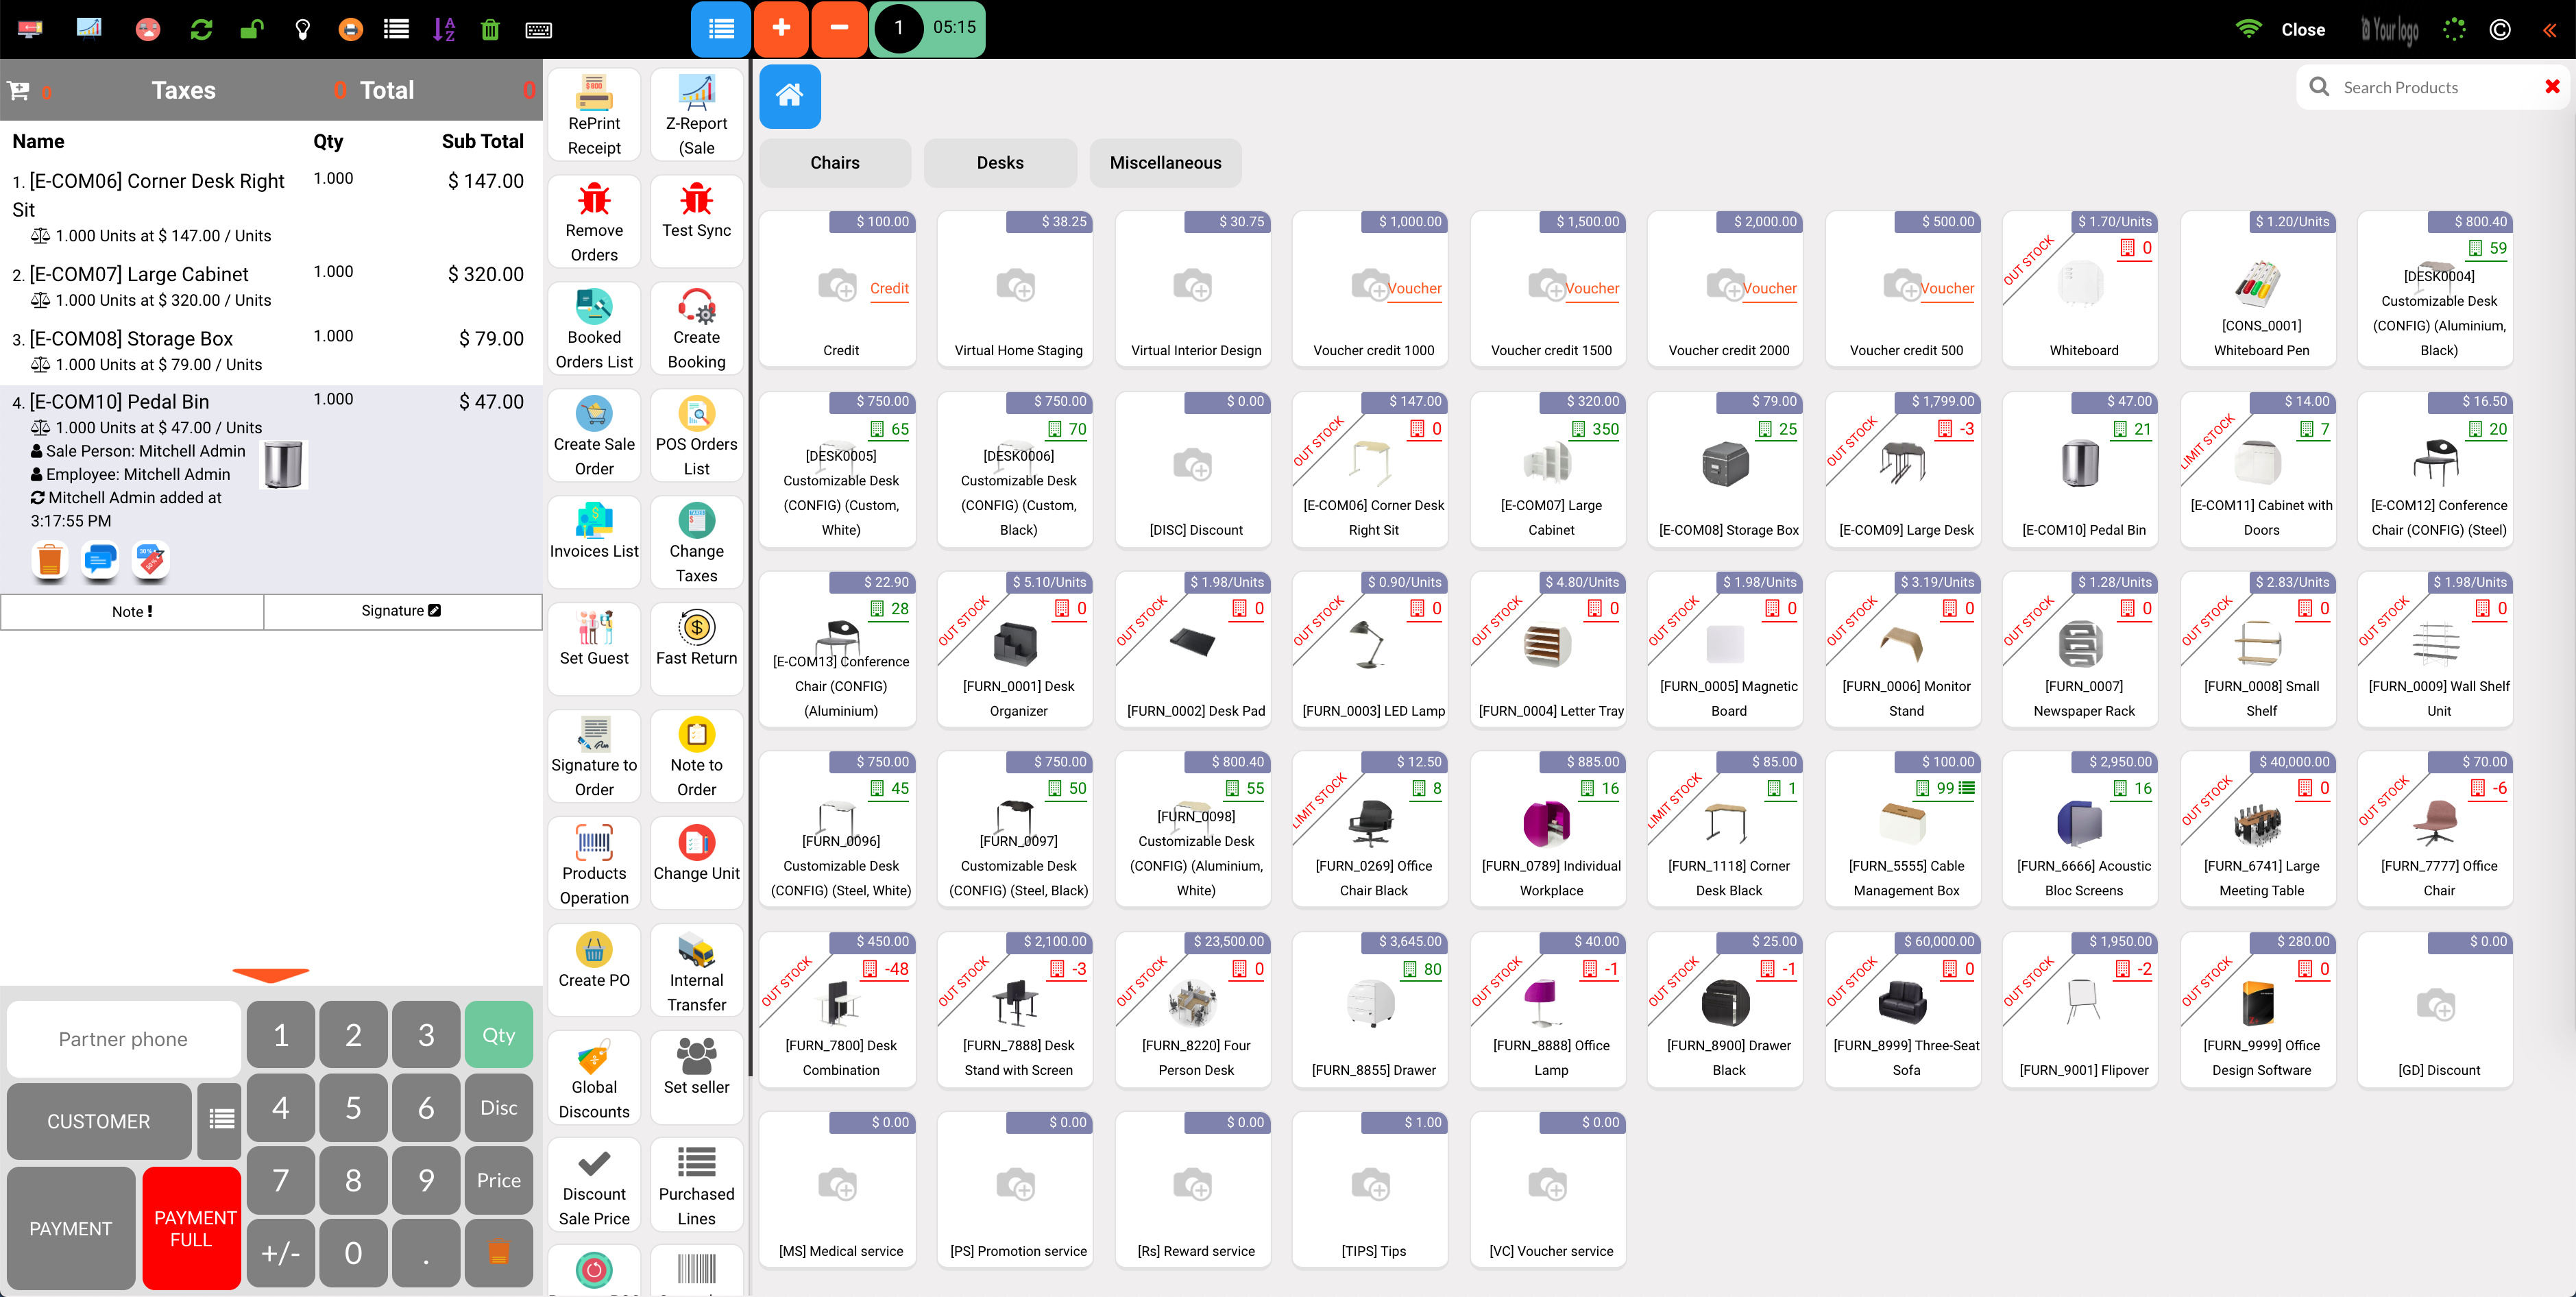 1 05:15
Close
Your logo
0 Taxes 0 Total 0
Name Qty Sub Total
1. [E-COM06] Corner Desk Right 1.000 $ 147.00
Sit
1.000 Units at $ 147.00 / Units
2. [E-COM07] Large Cabinet 1.000 $ 320.00
1.000 Units at $ 320.00 / Units
3. [E-COM08] Storage Box 1.000 $ 79.00
1.000 Units at $ 79.00 / Units
4. [E-COM10] Pedal Bin 1.000 $ 47.00
1.000 Units at $ 47.00 / Units
Sale Person: Mitchell Admin
Employee: Mitchell Admin
Mitchell Admin added at
3:17:55 PM
Note !
Signature
Partner phone
CUSTOMER
PAYMENT
PAYMENT
FULL
1 2 3 Qty
4 5 6 Disc
7 8 9 Price
+/- 0 .
RePrint
Receipt
Z-Report
(Sale
Remove
Orders
Test Sync
Booked
Orders List
Create
Booking
Create Sale
Order
POS Orders
List
Invoices List
Change
Taxes
Set Guest
Fast Return
Signature to
Order
Note to
Order
Products
Operation
Change Unit
Create PO
Internal
Transfer
Global
Discounts
Set seller
Discount
Sale Price
Purchased
Lines
Search Products
Chairs
Desks
Miscellaneous
$ 100.00
Credit
Credit
$ 38.25
Virtual Home Staging
$ 30.75
Virtual Interior Design
$ 1,000.00
Voucher
Voucher credit 1000
$ 1,500.00
Voucher
Voucher credit 1500
$ 2,000.00
Voucher
Voucher credit 2000
$ 500.00
Voucher
Voucher credit 500
$ 1.70/Units
OUT STOCK
0
Whiteboard
$ 1.20/Units
[CONS_0001]
Whiteboard Pen
$ 800.40
59
[DESK0004]
Customizable Desk
(CONFIG) (Aluminium,
Black)
$ 750.00
65
[DESK0005]
Customizable Desk
(CONFIG) (Custom,
White)
$ 750.00
70
[DESK0006]
Customizable Desk
(CONFIG) (Custom,
Black)
$ 0.00
[DISC] Discount
$ 147.00
OUT STOCK
0
[E-COM06] Corner Desk
Right Sit
$ 320.00
350
[E-COM07] Large
Cabinet
$ 79.00
25
[E-COM08] Storage Box
$ 1,799.00
OUT STOCK
-3
[E-COM09] Large Desk
$ 47.00
21
[E-COM10] Pedal Bin
$ 14.00
LIMIT STOCK
7
[E-COM11] Cabinet with
Doors
$ 16.50
20
[E-COM12] Conference
Chair (CONFIG) (Steel)
$ 22.90
28
[E-COM13] Conference
Chair (CONFIG)
(Aluminium)
$ 5.10/Units
OUT STOCK
0
[FURN_0001] Desk
Organizer
$ 1.98/Units
OUT STOCK
0
[FURN_0002] Desk Pad
$ 0.90/Units
OUT STOCK
0
[FURN_0003] LED Lamp
$ 4.80/Units
OUT STOCK
0
[FURN_0004] Letter Tray
$ 1.98/Units
OUT STOCK
0
[FURN_0005] Magnetic
Board
$ 3.19/Units
OUT STOCK
0
[FURN_0006] Monitor
Stand
$ 1.28/Units
OUT STOCK
0
[FURN_0007]
Newspaper Rack
$ 2.83/Units
OUT STOCK
0
[FURN_0008] Small
Shelf
$ 1.98/Units
OUT STOCK
0
[FURN_0009] Wall Shelf
Unit
$ 750.00
45
[FURN_0096]
Customizable Desk
(CONFIG) (Steel, White)
$ 750.00
50
[FURN_0097]
Customizable Desk
(CONFIG) (Steel, Black)
$ 800.40
55
[FURN_0098]
Customizable Desk
(CONFIG) (Aluminium,
White)
$ 12.50
LIMIT STOCK
8
[FURN_0269] Office
Chair Black
$ 885.00
16
[FURN_0789] Individual
Workplace
$ 85.00
LIMIT STOCK
1
[FURN_1118] Corner
Desk Black
$ 100.00
99
[FURN_5555] Cable
Management Box
$ 2,950.00
16
[FURN_6666] Acoustic
Bloc Screens
$ 40,000.00
OUT STOCK
0
[FURN_6741] Large
Meeting Table
$ 70.00
OUT STOCK
-6
[FURN_7777] Office
Chair
$ 450.00
OUT STOCK
-48
[FURN_7800] Desk
Combination
$ 2,100.00
OUT STOCK
-3
[FURN_7888] Desk
Stand with Screen
$ 23,500.00
OUT STOCK
0
[FURN_8220] Four
Person Desk
$ 3,645.00
80
[FURN_8855] Drawer
$ 40.00
OUT STOCK
-1
[FURN_8888] Office
Lamp
$ 25.00
OUT STOCK
-1
[FURN_8900] Drawer
Black
$ 60,000.00
OUT STOCK
0
[FURN_8999] Three-Seat
Sofa
$ 1,950.00
OUT STOCK
-2
[FURN_9001] Flipover
$ 280.00
OUT STOCK
0
[FURN_9999] Office
Design Software
$ 0.00
[GD] Discount
$ 0.00
[MS] Medical service
$ 0.00
[PS] Promotion service
$ 0.00
[Rs] Reward service
$ 1.00
[TIPS] Tips
$ 0.00
[VC] Voucher service